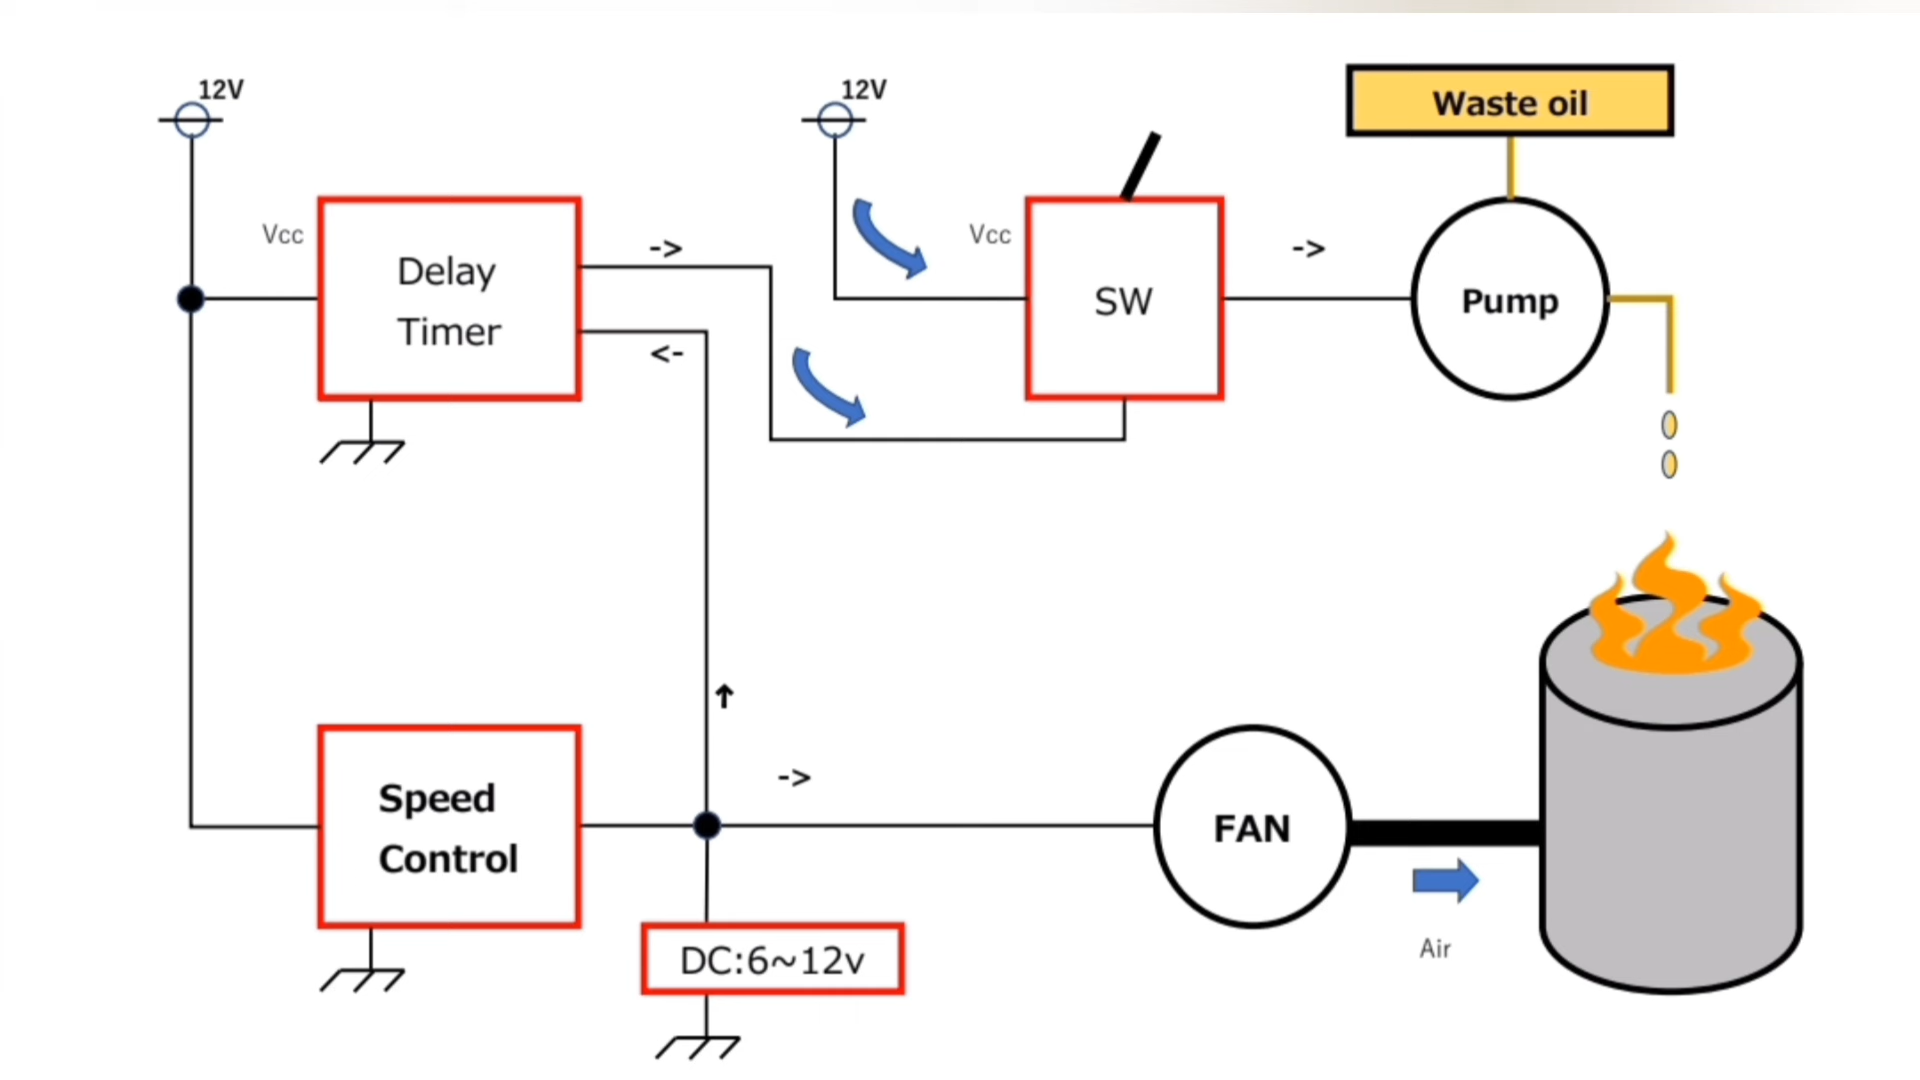 12V
12V
Waste oil
Vcc
Delay
Timer
->
<-
Vcc
SW
->
Pump
↑
Speed
Control
->
FAN
DC:6~12v
Air